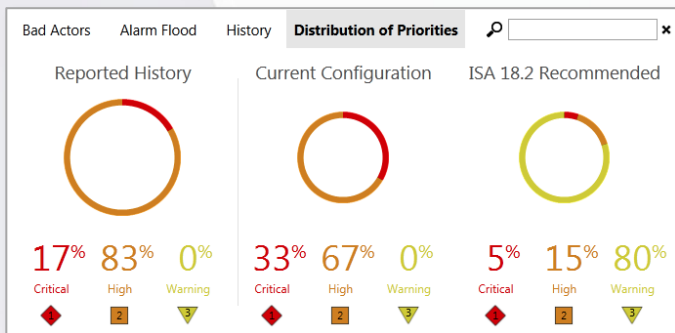 Bad Actors Alarm Flood History Distribution of Priorities
Reported History Current Configuration ISA 18.2 Recommended
17% 83% 0% 33% 67% 0% 5% 15% 80%
Critical High Warning Critical High Warning Critical High Warning
1 2 3 1 2 3 1 2 3